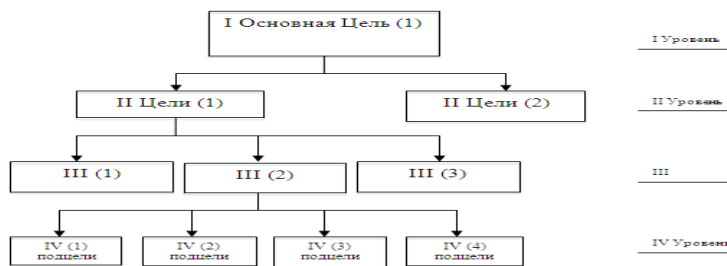 I Основная Цель (1)
I Уровень
II Цели (1)
II Цели (2)
II Уровень
III (1)
III (2)
III (3)
III
IV (1)
подцели
IV (2)
подцели
IV (3)
подцели
IV (4)
подцели
IV Уровень